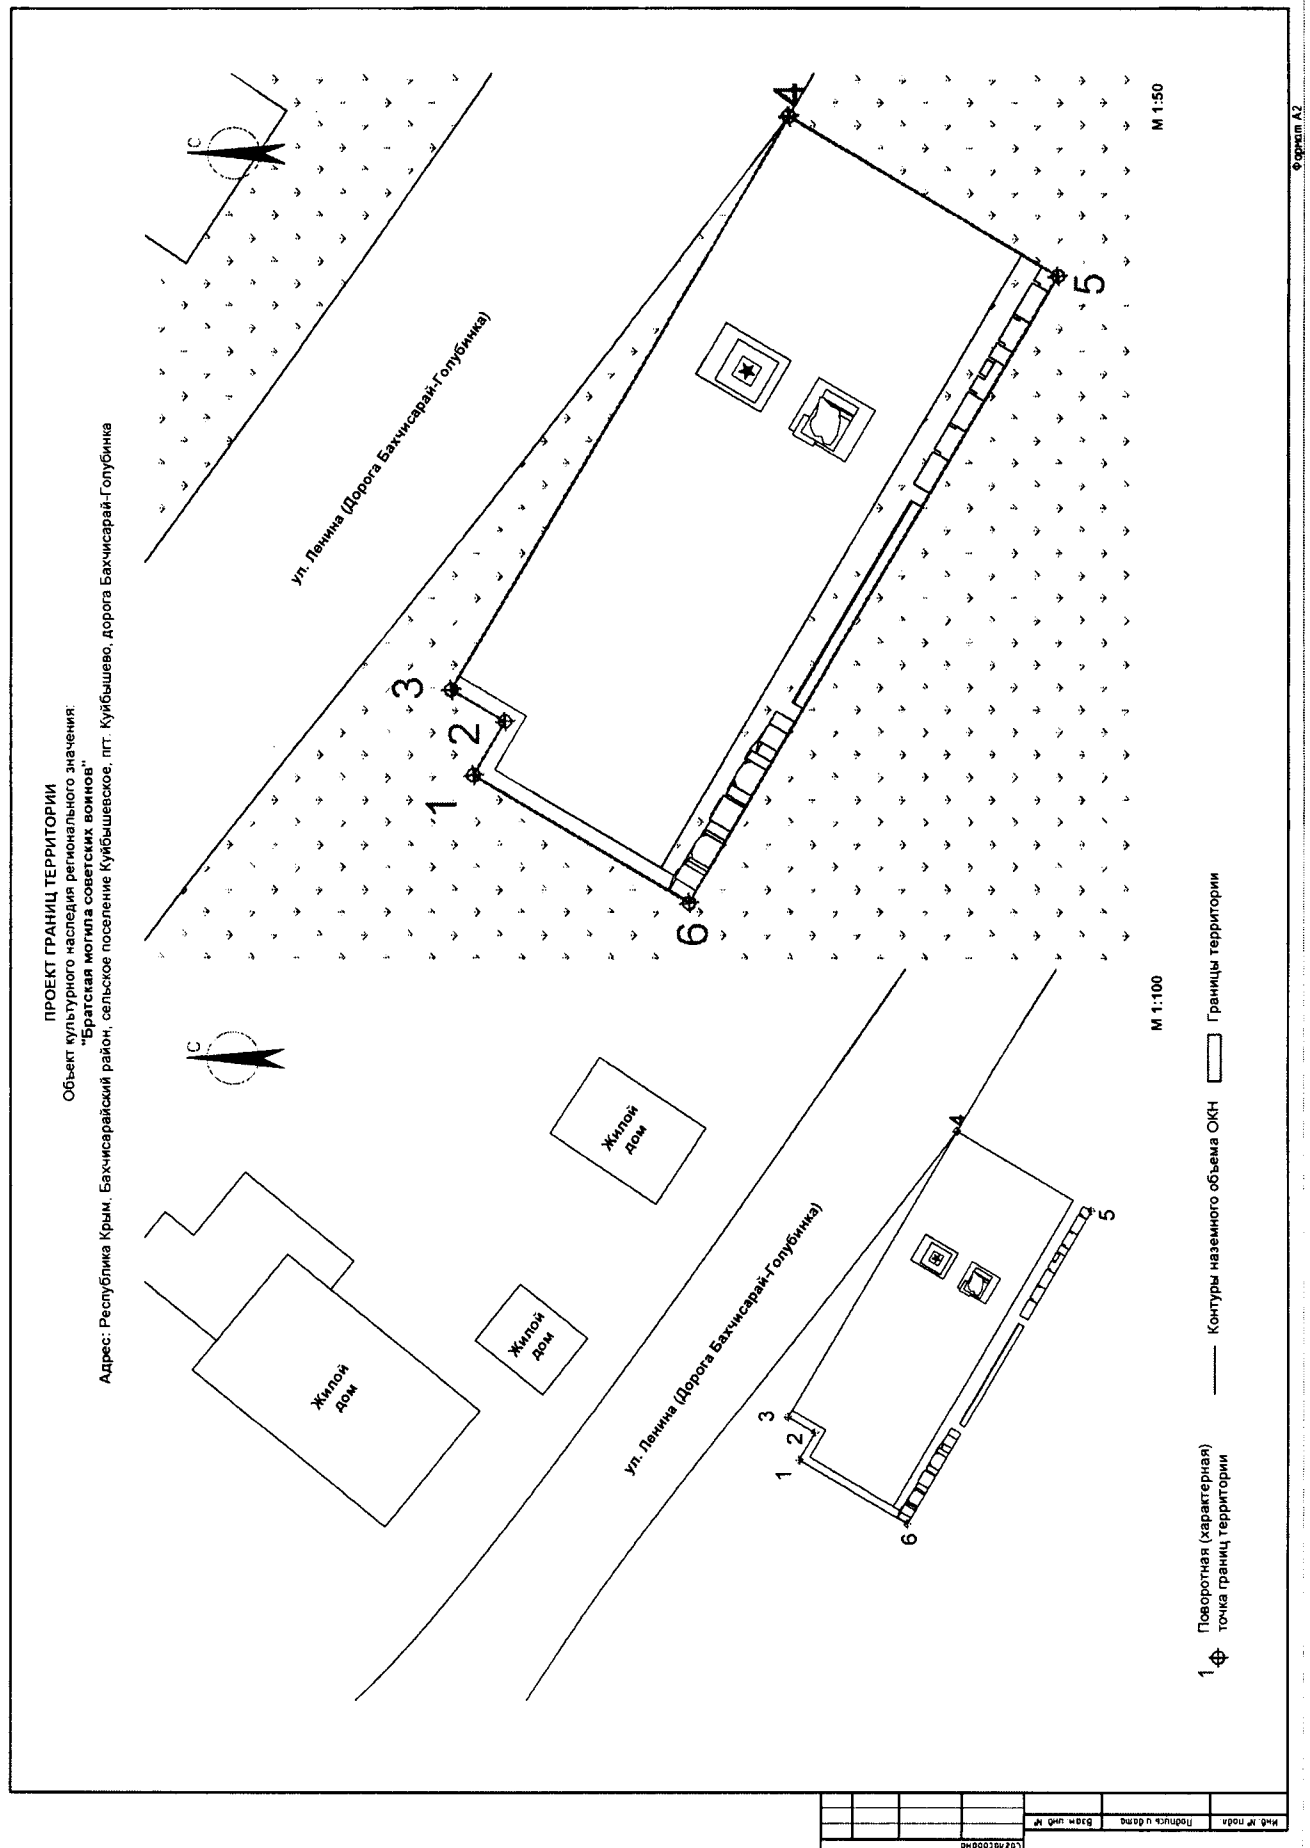 ПРОЕКТ ГРАНИЦ ТЕРРИТОРИИ
Объект культурного наследия регионального значения:
"Братская могила советских воинов"
Адрес: Республика Крым, Бахчисарайский район, сельское поселение Куйбышевское, пгт. Куйбышево, дорога Бахчисарай-Голубинка
С
Жилой
дом
Жилой
дом
Жилой
дом
ул. Ленина (Дорога Бахчисарай-Голубинка)
1
2
3
4
5
6
М 1:100
С
ул. Ленина (Дорога Бахчисарай-Голубинка)
1
2
3
4
5
6
М 1:50
1 Поворотная (характерная)
точка границ территории
Контуры наземного объема ОКН
Границы территории
Согласовано
Взам. инв. №
Подпись и дата
Инв. № подл.
Формат А2